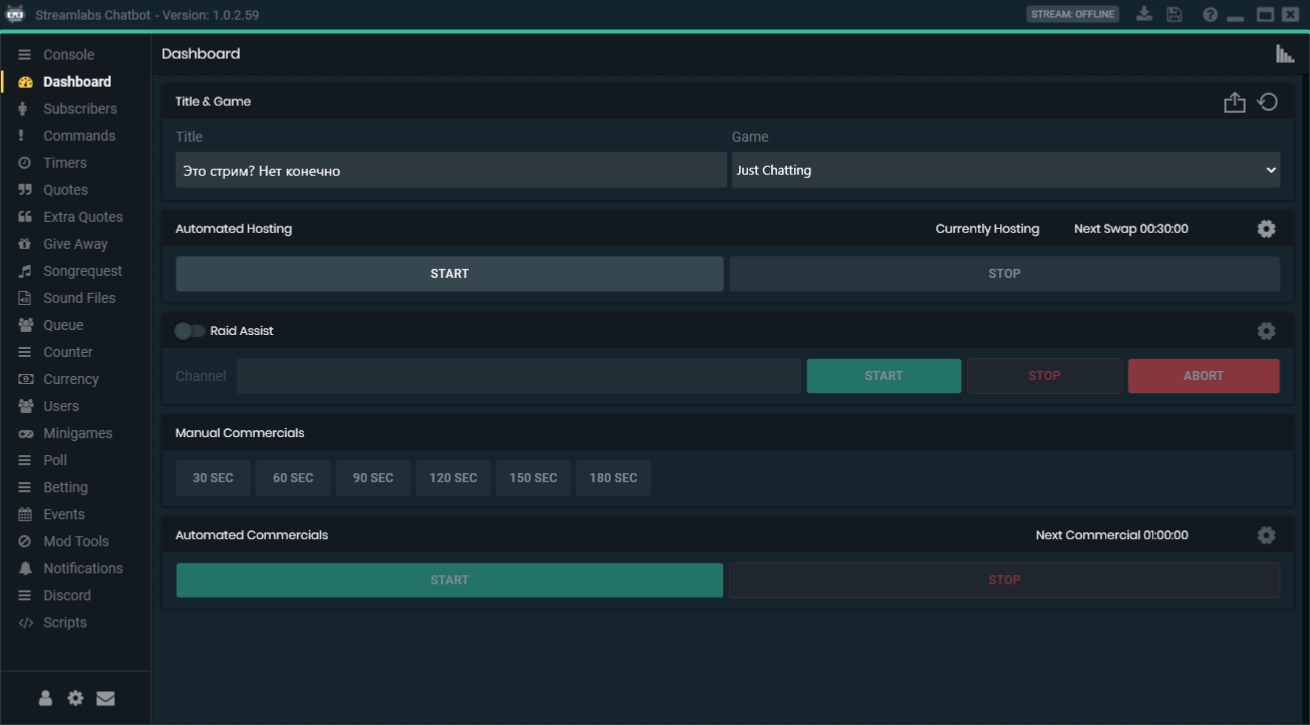 Streamlabs Chatbot - Version: 1.0.2.59
STREAM: OFFLINE
Console
Dashboard
Subscribers
Commands
Timers
Quotes
Extra Quotes
Give Away
Songrequest
Sound Files
Queue
Counter
Currency
Users
Minigames
Poll
Betting
Events
Mod Tools
Notifications
Discord
Scripts
Dashboard
Title & Game
Title
Game
Это стрим? Нет конечно
Just Chatting
Automated Hosting
Currently Hosting
Next Swap 00:30:00
START
STOP
Raid Assist
Channel
START
STOP
ABORT
Manual Commercials
30 SEC
60 SEC
90 SEC
120 SEC
150 SEC
180 SEC
Automated Commercials
Next Commercial 01:00:00
START
STOP